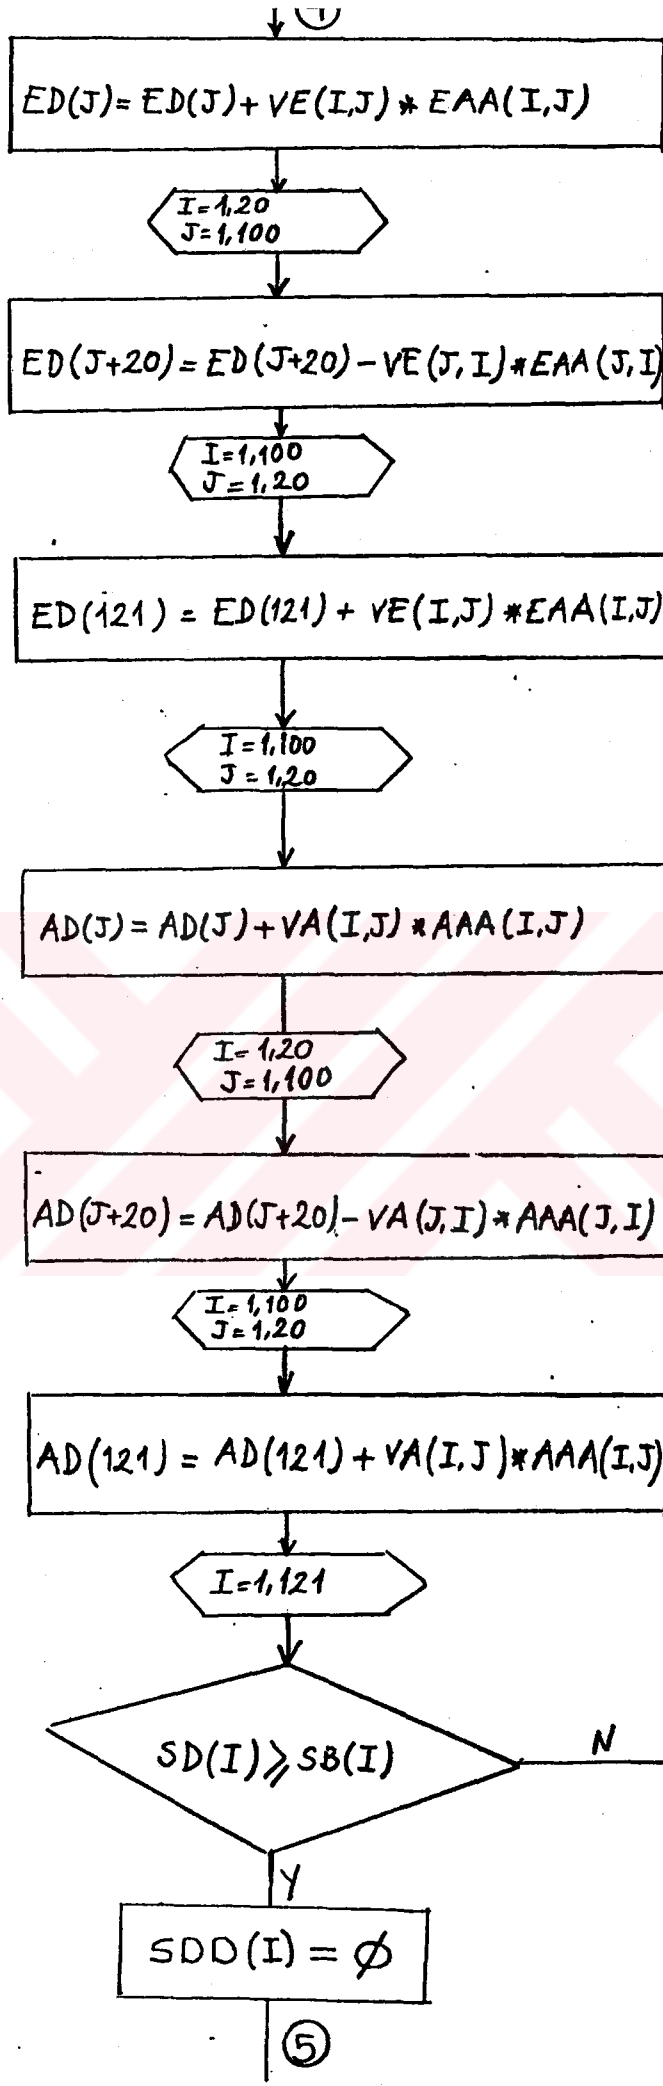 ED(J)= ED(J)+ VE(I,J) * EAA(I,J)
I=1,20
J=1,100
ED(J+20)= ED(J+20)-VE(J,I)*EAA(J,I)
I=1,100
J=1,20
ED(121) = ED(121) + VE(I,J)*EAA(I,J)
I=1,100
J=1,20
AD(J)= AD(J)+VA(I,J)*AAA(I,J)
I=1,20
J=1,100
AD(J+20)=AD(J+20)-VA(J,I)*AAA(J,I)
I=1,100
J=1,20
AD(121) = AD(121) + VA(I,J)*AAA(I,J)
I=1,121
SD(I)⩾SB(I)
N
Y
SDD(I) = ∅
5